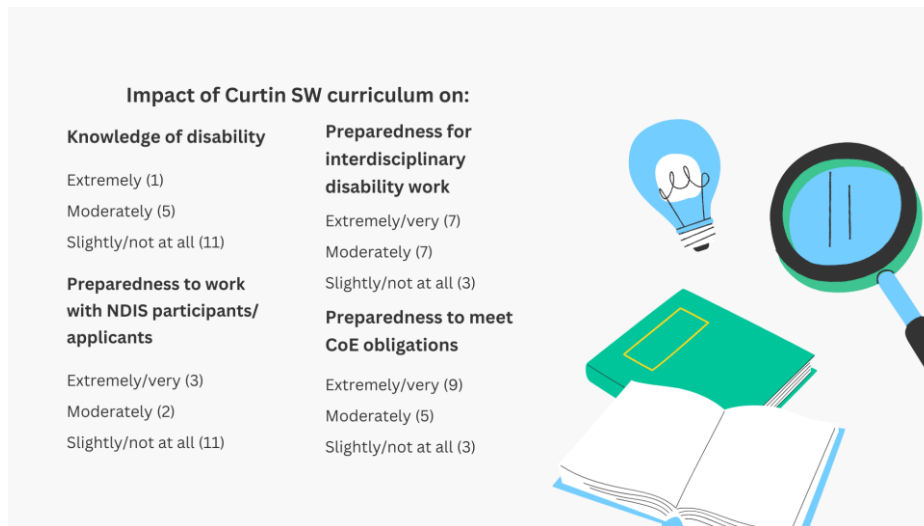 Impact of Curtin SW curriculum on:
Knowledge of disability
Extremely (1)
Moderately (5)
Slightly/not at all (11)
Preparedness to work
with NDIS participants/
applicants
Extremely/very (3)
Moderately (2)
Slightly/not at all (11)
Preparedness for
interdisciplinary
disability work
Extremely/very (7)
Moderately (7)
Slightly/not at all (3)
Preparedness to meet
CoE obligations
Extremely/very (9)
Moderately (5)
Slightly/not at all (3)